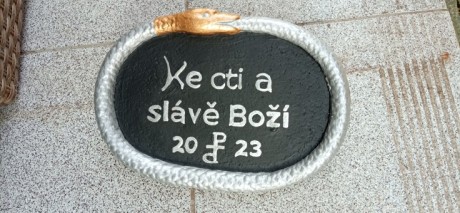 Ke cti a
slávě Boží
20 23